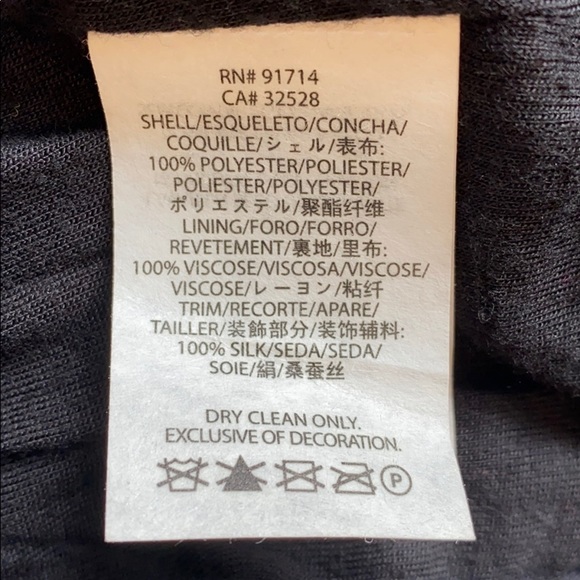 RN# 91714
CA# 32528
SHELL/ESQUELETO/CONCHA/
COQUILLE/シェル/表布:
100% POLYESTER/POLIESTER/
POLIESTER/POLYESTER/
ポリエステル/聚酯纤维
LINING/FORO/FORRO/
REVETEMENT/裏地/里布:
100% VISCOSE/VISCOSA/VISCOSE/
VISCOSE/レーヨン/粘纤
TRIM/RECORTE/APARE/
TAILLER/装飾部分/装饰辅料:
100% SILK/SEDA/SEDA/
SOIE/絹/桑蚕丝
DRY CLEAN ONLY.
EXCLUSIVE OF DECORATION.
P